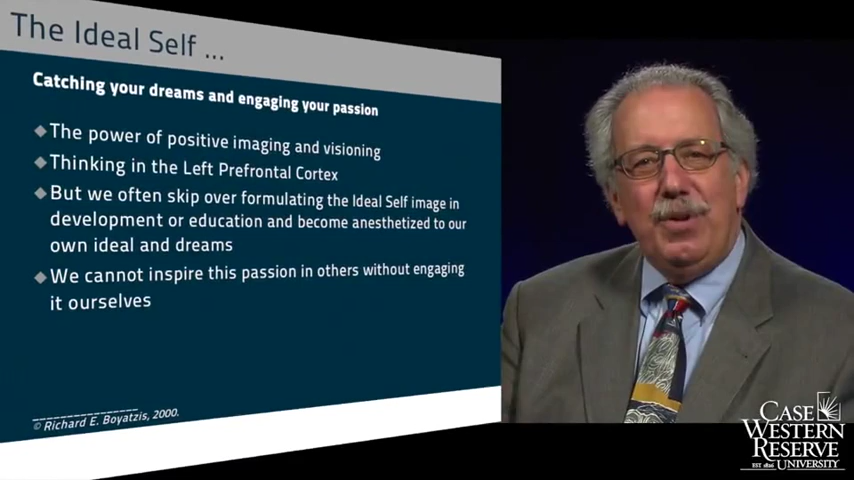 The Ideal Self ...
Catching your dreams and engaging your passion
◆The power of positive imaging and visioning
◆Thinking in the Left Prefrontal Cortex
◆But we often skip over formulating the Ideal Self image in
development or education and become anesthetized to our
own ideal and dreams
◆We cannot inspire this passion in others without engaging
it ourselves
© Richard E. Boyatzis, 2000.
CASE
WESTERN
RESERVE
EST 1826 UNIVERSITY